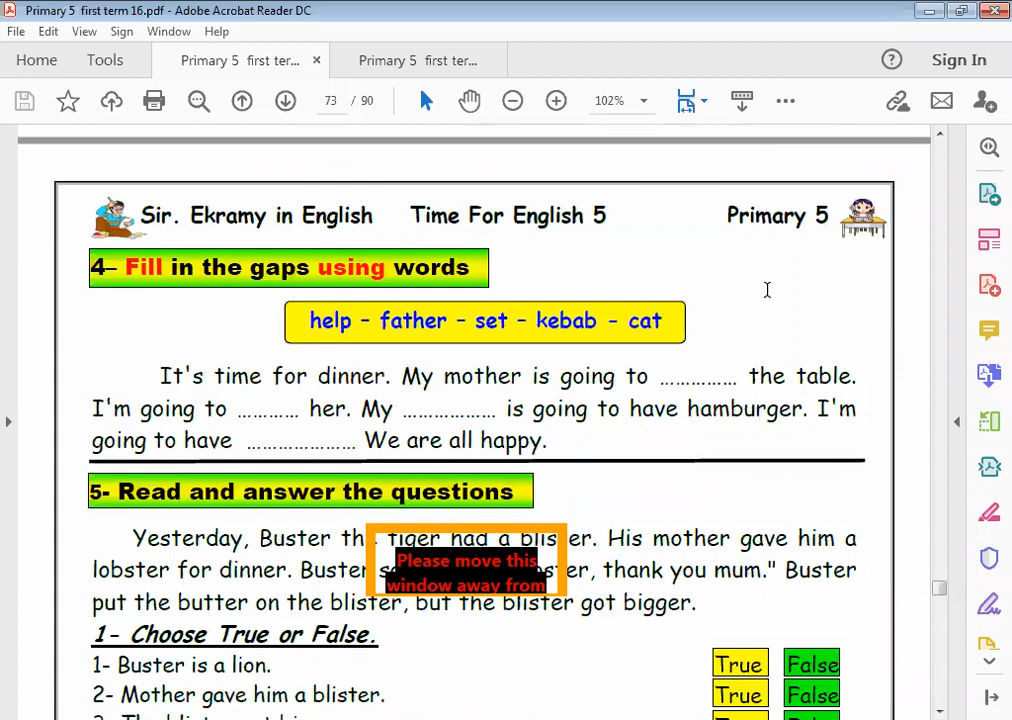 Primary 5  first term 16.pdf - Adobe Acrobat Reader DC
File Edit View Sign Window Help
Home Tools Primary 5  first ter... × Primary 5  first ter... Sign In
73 / 90 102%
Sir. Ekramy in English Time For English 5 Primary 5
4– Fill in the gaps using words
help – father – set – kebab – cat
It's time for dinner. My mother is going to ............... the table.
I'm going to ............ her. My .................. is going to have hamburger. I'm
going to have ..................... We are all happy.
5- Read and answer the questions
Yesterday, Buster the tiger had a blister. His mother gave him a
lobster for dinner. Buster
Please move this
window away from
thank you mum." Buster
put the butter on the blister, but the blister got bigger.
1- Choose True or False.
1- Buster is a lion. True False
2- Mother gave him a blister. True False